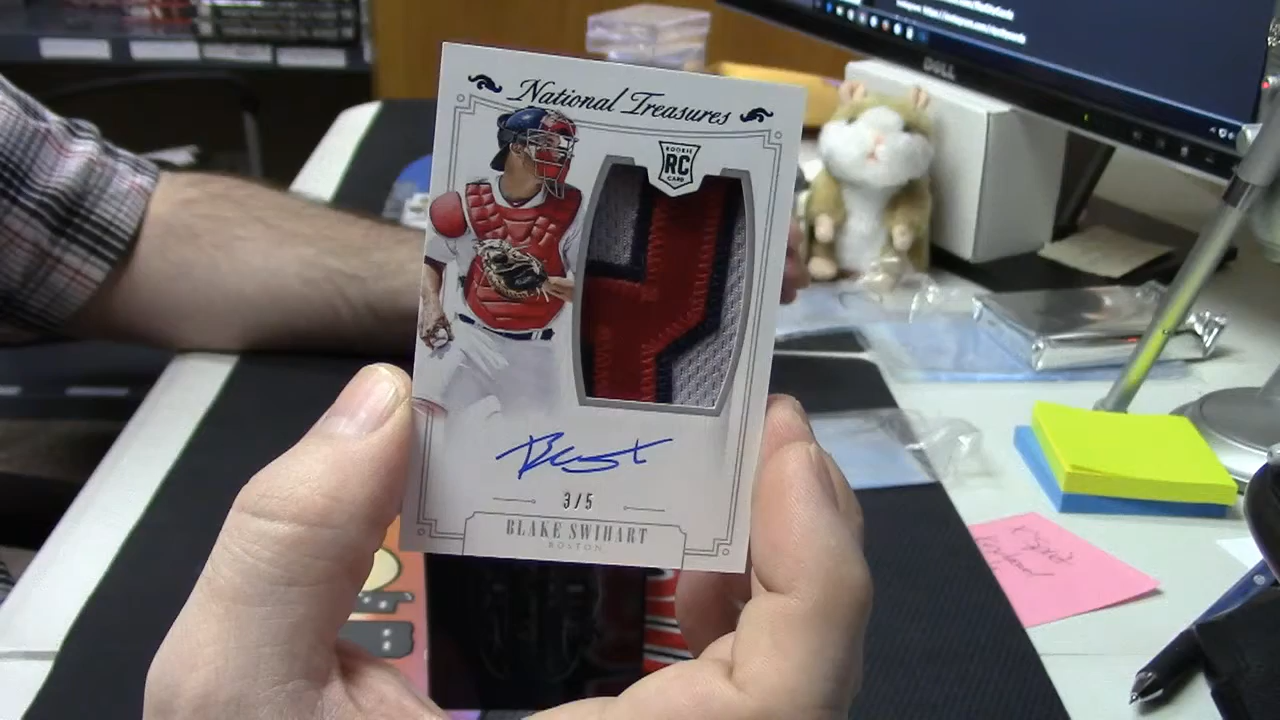 National Treasures
ROOKIE
RC
CARD
3/5
BLAKE SWIHART
BOSTON
DELL